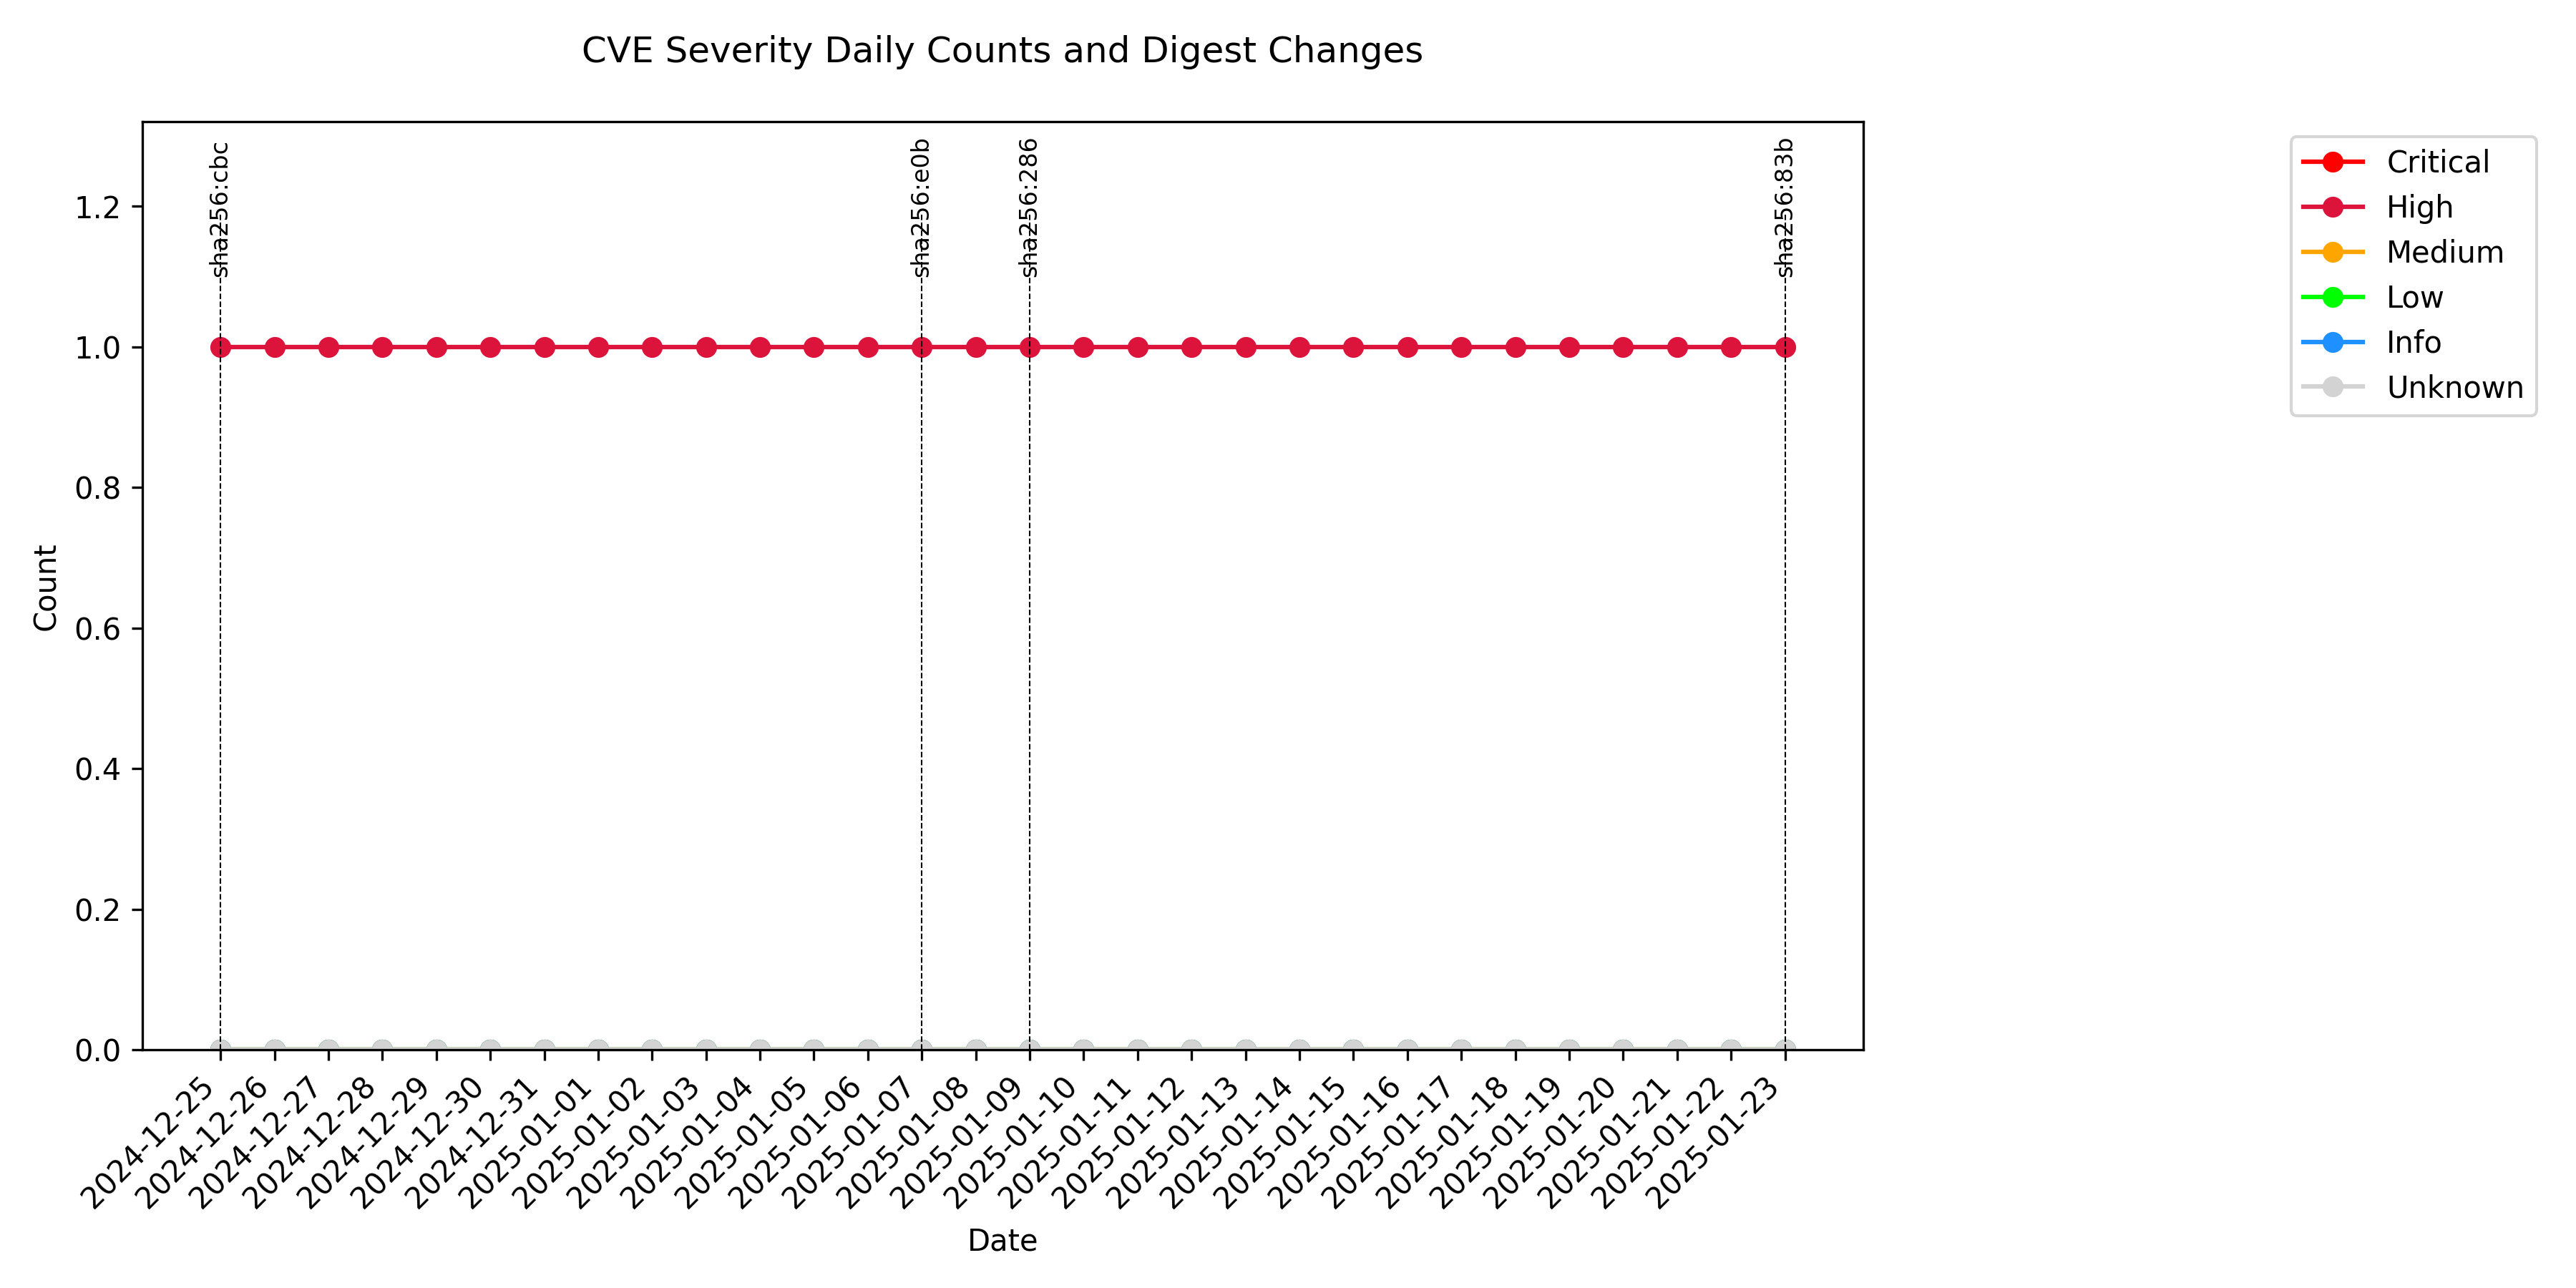 CVE Severity Daily Counts and Digest Changes
sha256:cbc
sha256:e0b
sha256:286
sha256:83b
Critical
High
Medium
Low
Info
Unknown
1.2
1.0
0.8
0.6
0.4
0.2
0.0
Count
2024-12-25
2024-12-26
2024-12-27
2024-12-28
2024-12-29
2024-12-30
2024-12-31
2025-01-01
2025-01-02
2025-01-03
2025-01-04
2025-01-05
2025-01-06
2025-01-07
2025-01-08
2025-01-09
2025-01-10
2025-01-11
2025-01-12
2025-01-13
2025-01-14
2025-01-15
2025-01-16
2025-01-17
2025-01-18
2025-01-19
2025-01-20
2025-01-21
2025-01-22
2025-01-23
Date